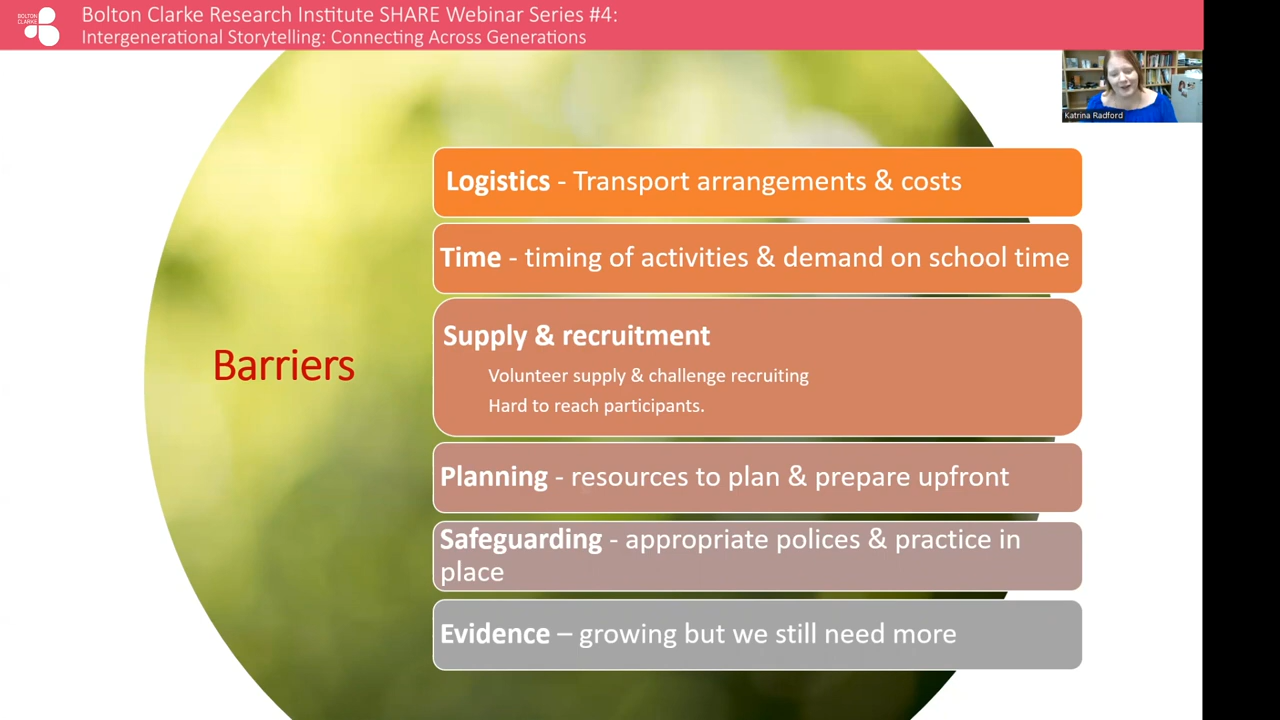 BOLTON
CLARKE
Bolton Clarke Research Institute SHARE Webinar Series #4:
Intergenerational Storytelling: Connecting Across Generations
Katrina Radford
Barriers
Logistics - Transport arrangements & costs
Time - timing of activities & demand on school time
Supply & recruitment
Volunteer supply & challenge recruiting
Hard to reach participants.
Planning - resources to plan & prepare upfront
Safeguarding - appropriate polices & practice in
place
Evidence – growing but we still need more